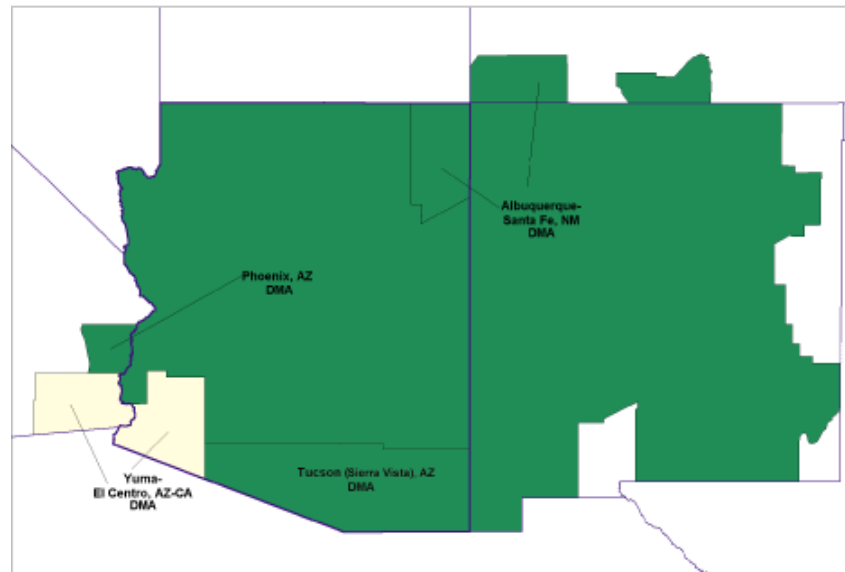 Albuquerque-
Santa Fe, NM
DMA
Phoenix, AZ
DMA
Tucson (Sierra Vista), AZ
DMA
Yuma-
El Centro, AZ-CA
DMA